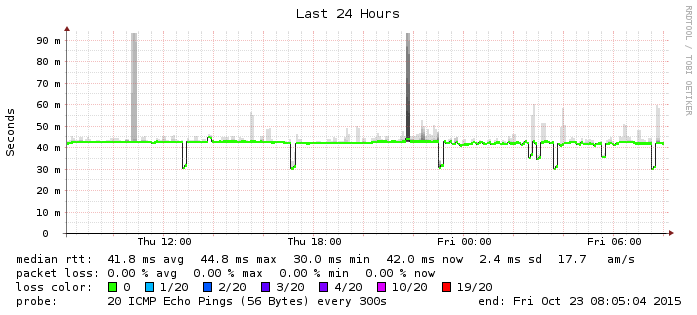 Last 24 Hours
RRDTOOL / TOBI OETIKER
Seconds
90 m
80 m
70 m
60 m
50 m
40 m
30 m
20 m
10 m
0
Thu 12:00 Thu 18:00 Fri 00:00 Fri 06:00
median rtt: 41.8 ms avg 44.8 ms max 30.0 ms min 42.0 ms now 2.4 ms sd 17.7 am/s
packet loss: 0.00 % avg 0.00 % max 0.00 % min 0.00 % now
loss color: 0 1/20 2/20 3/20 4/20 10/20 19/20
probe: 20 ICMP Echo Pings (56 Bytes) every 300s end: Fri Oct 23 08:05:04 2015